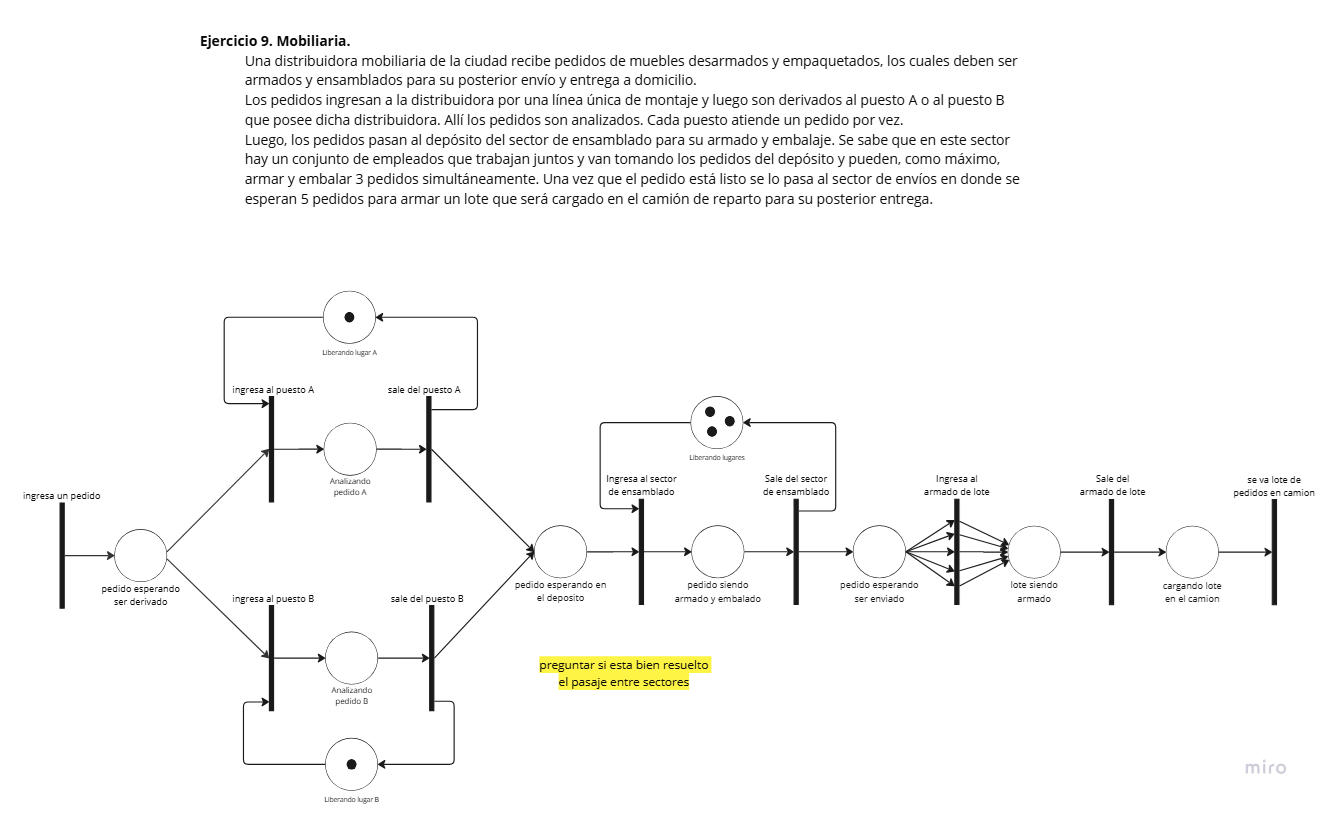 Ejercicio 9. Mobiliaria.
Una distribuidora mobiliaria de la ciudad recibe pedidos de muebles desarmados y empaquetados, los cuales deben ser
armados y ensamblados para su posterior envío y entrega a domicilio.
Los pedidos ingresan a la distribuidora por una línea única de montaje y luego son derivados al puesto A o al puesto B
que posee dicha distribuidora. Allí los pedidos son analizados. Cada puesto atiende un pedido por vez.
Luego, los pedidos pasan al depósito del sector de ensamblado para su armado y embalaje. Se sabe que en este sector
hay un conjunto de empleados que trabajan juntos y van tomando los pedidos del depósito y pueden, como máximo,
armar y embalar 3 pedidos simultáneamente. Una vez que el pedido está listo se lo pasa al sector de envíos en donde se
esperan 5 pedidos para armar un lote que será cargado en el camión de reparto para su posterior entrega.
Liberando lugar A
ingresa al puesto A
sale del puesto A
Analizando
pedido A
ingresa un pedido
pedido esperando
ser derivado
ingresa al puesto B
sale del puesto B
Analizando
pedido B
Liberando lugar B
pedido esperando en
el deposito
Liberando lugares
Ingresa al sector
de ensamblado
Sale del sector
de ensamblado
pedido siendo
armado y embalado
pedido esperando
ser enviado
Ingresa al
armado de lote
lote siendo
armado
Sale del
armado de lote
cargando lote
en el camion
se va lote de
pedidos en camion
preguntar si esta bien resuelto
el pasaje entre sectores
miro